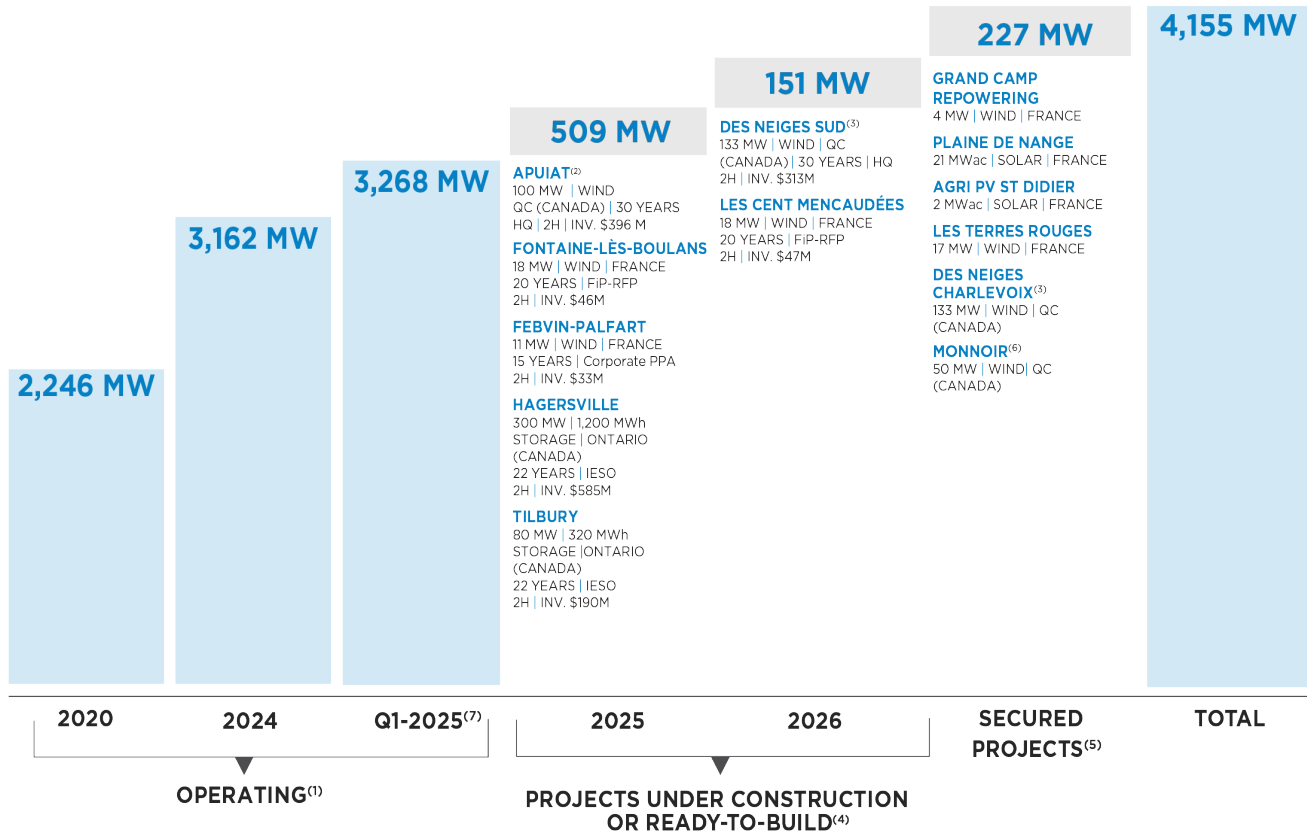 2,246 MW
3,162 MW
3,268 MW
509 MW
APUIAT(2)
100 MW | WIND
QC (CANADA) | 30 YEARS
HQ | 2H | INV. $396 M
FONTAINE-LÈS-BOULANS
18 MW | WIND | FRANCE
20 YEARS | FiP-RFP
2H | INV. $46M
FEBVIN-PALFART
11 MW | WIND | FRANCE
15 YEARS | Corporate PPA
2H | INV. $33M
HAGERSVILLE
300 MW | 1,200 MWh
STORAGE | ONTARIO
(CANADA)
22 YEARS | IESO
2H | INV. $585M
TILBURY
80 MW | 320 MWh
STORAGE |ONTARIO
(CANADA)
22 YEARS | IESO
2H | INV. $190M
151 MW
DES NEIGES SUD(3)
133 MW | WIND | QC
(CANADA) | 30 YEARS | HQ
2H | INV. $313M
LES CENT MENCAUDÉES
18 MW | WIND | FRANCE
20 YEARS | FiP-RFP
2H | INV. $47M
227 MW
GRAND CAMP
REPOWERING
4 MW | WIND | FRANCE
PLAINE DE NANGE
21 MWac | SOLAR | FRANCE
AGRI PV ST DIDIER
2 MWac | SOLAR | FRANCE
LES TERRES ROUGES
17 MW | WIND | FRANCE
DES NEIGES
CHARLEVOIX(3)
133 MW | WIND | QC
(CANADA)
MONNOIR(6)
50 MW | WIND| QC
(CANADA)
4,155 MW
2020
2024
Q1-2025(7)
2025
2026
SECURED
PROJECTS(5)
TOTAL
OPERATING(1)
PROJECTS UNDER CONSTRUCTION
OR READY-TO-BUILD(4)